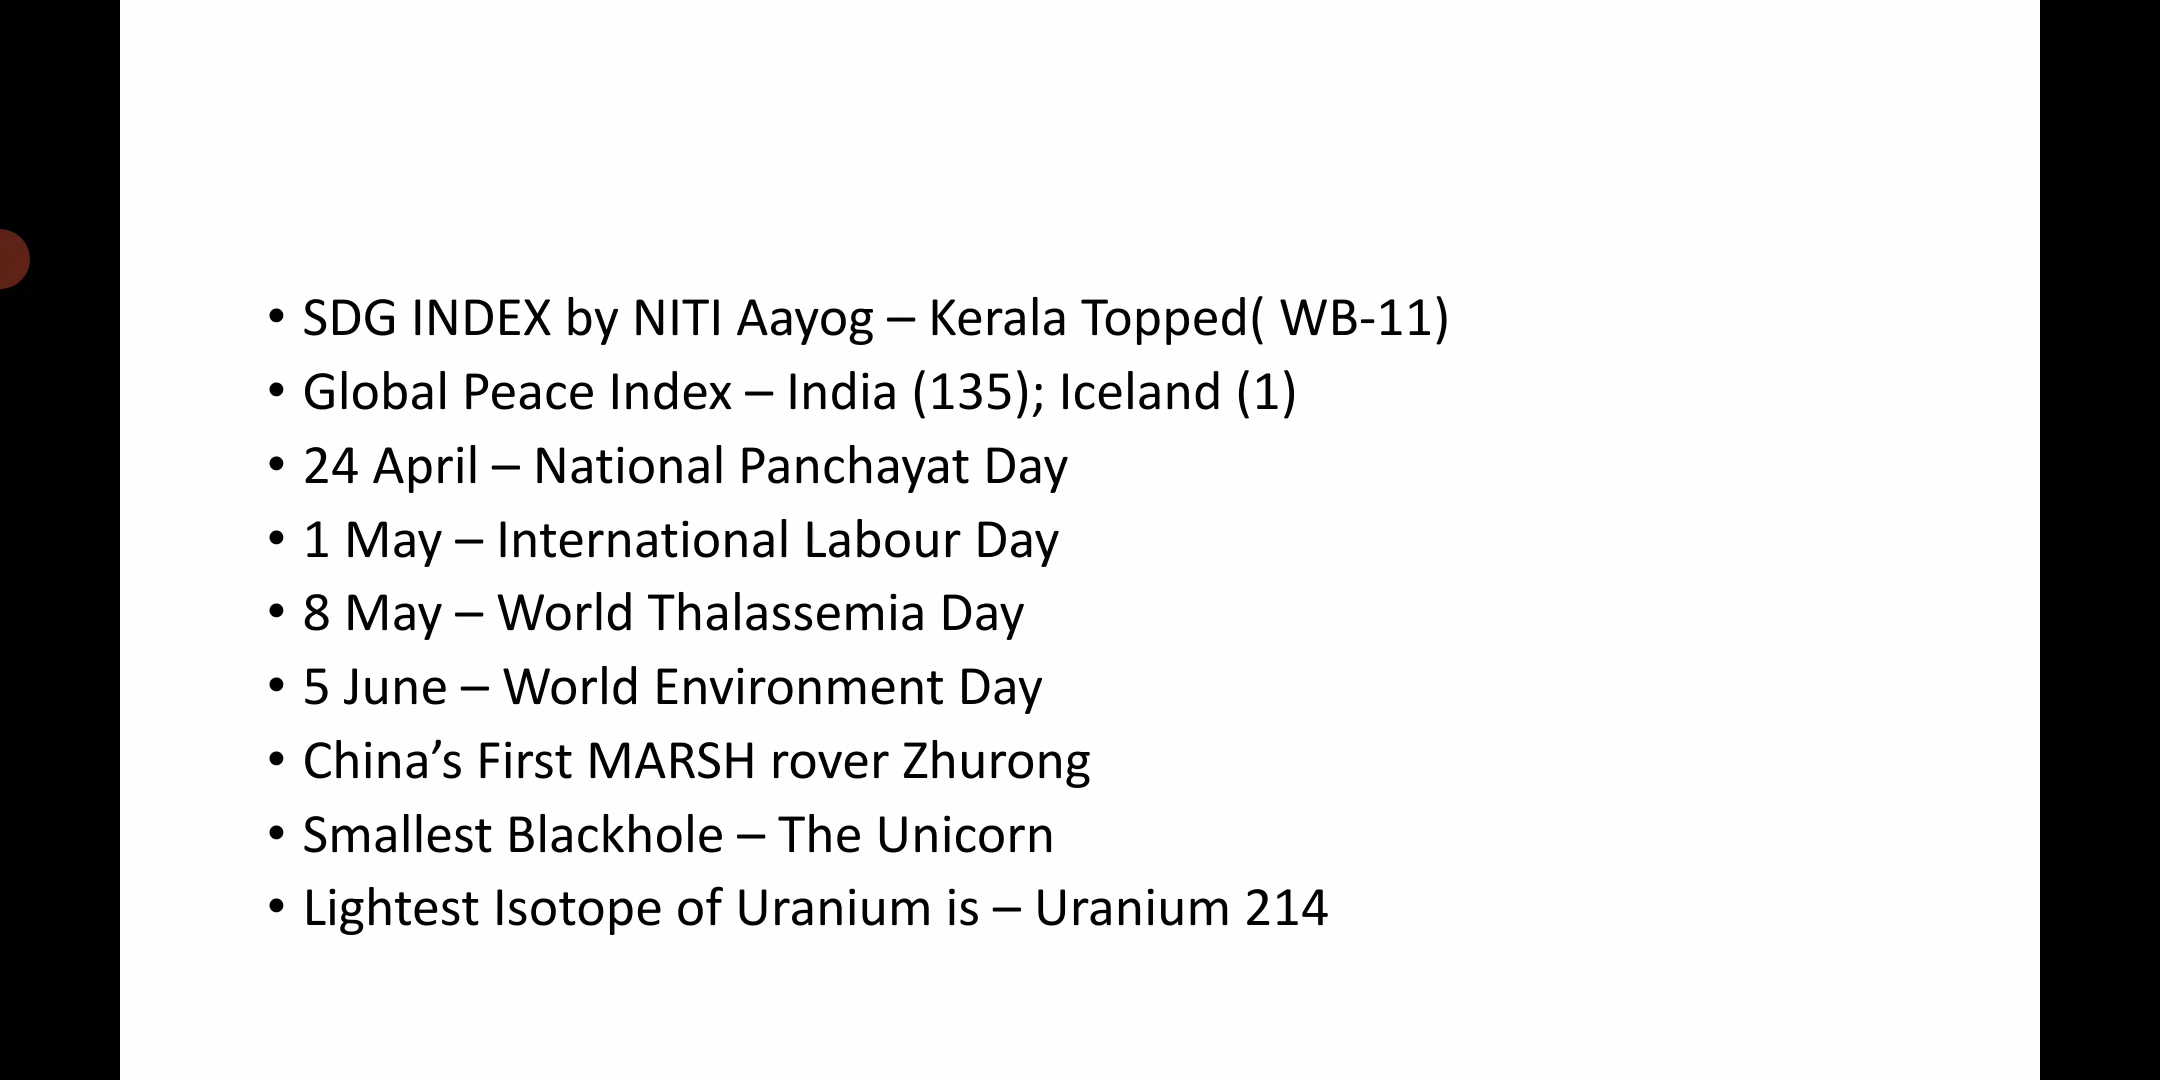 • SDG INDEX by NITI Aayog – Kerala Topped( WB-11)
• Global Peace Index – India (135); Iceland (1)
• 24 April – National Panchayat Day
• 1 May – International Labour Day
• 8 May – World Thalassemia Day
• 5 June – World Environment Day
• China’s First MARSH rover Zhurong
• Smallest Blackhole – The Unicorn
• Lightest Isotope of Uranium is – Uranium 214